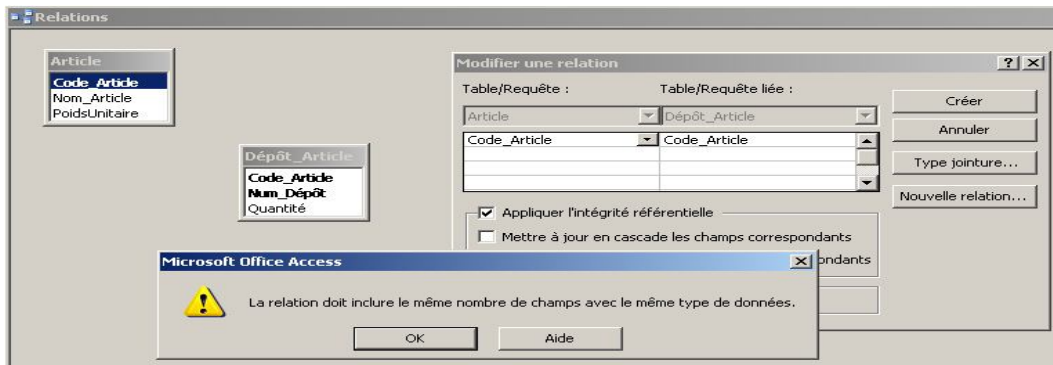 Relations
Article
Code_Article
Nom_Article
PoidsUnitaire
Dépôt_Article
Code_Article
Num_Dépôt
Quantité
Modifier une relation
Table/Requête : Table/Requête liée :
Article Dépôt_Article
Code_Article Code_Article
Créer
Annuler
Type jointure...
Nouvelle relation...
Appliquer l'intégrité référentielle
Mettre à jour en cascade les champs correspondants
pondants
Microsoft Office Access
La relation doit inclure le même nombre de champs avec le même type de données.
OK Aide